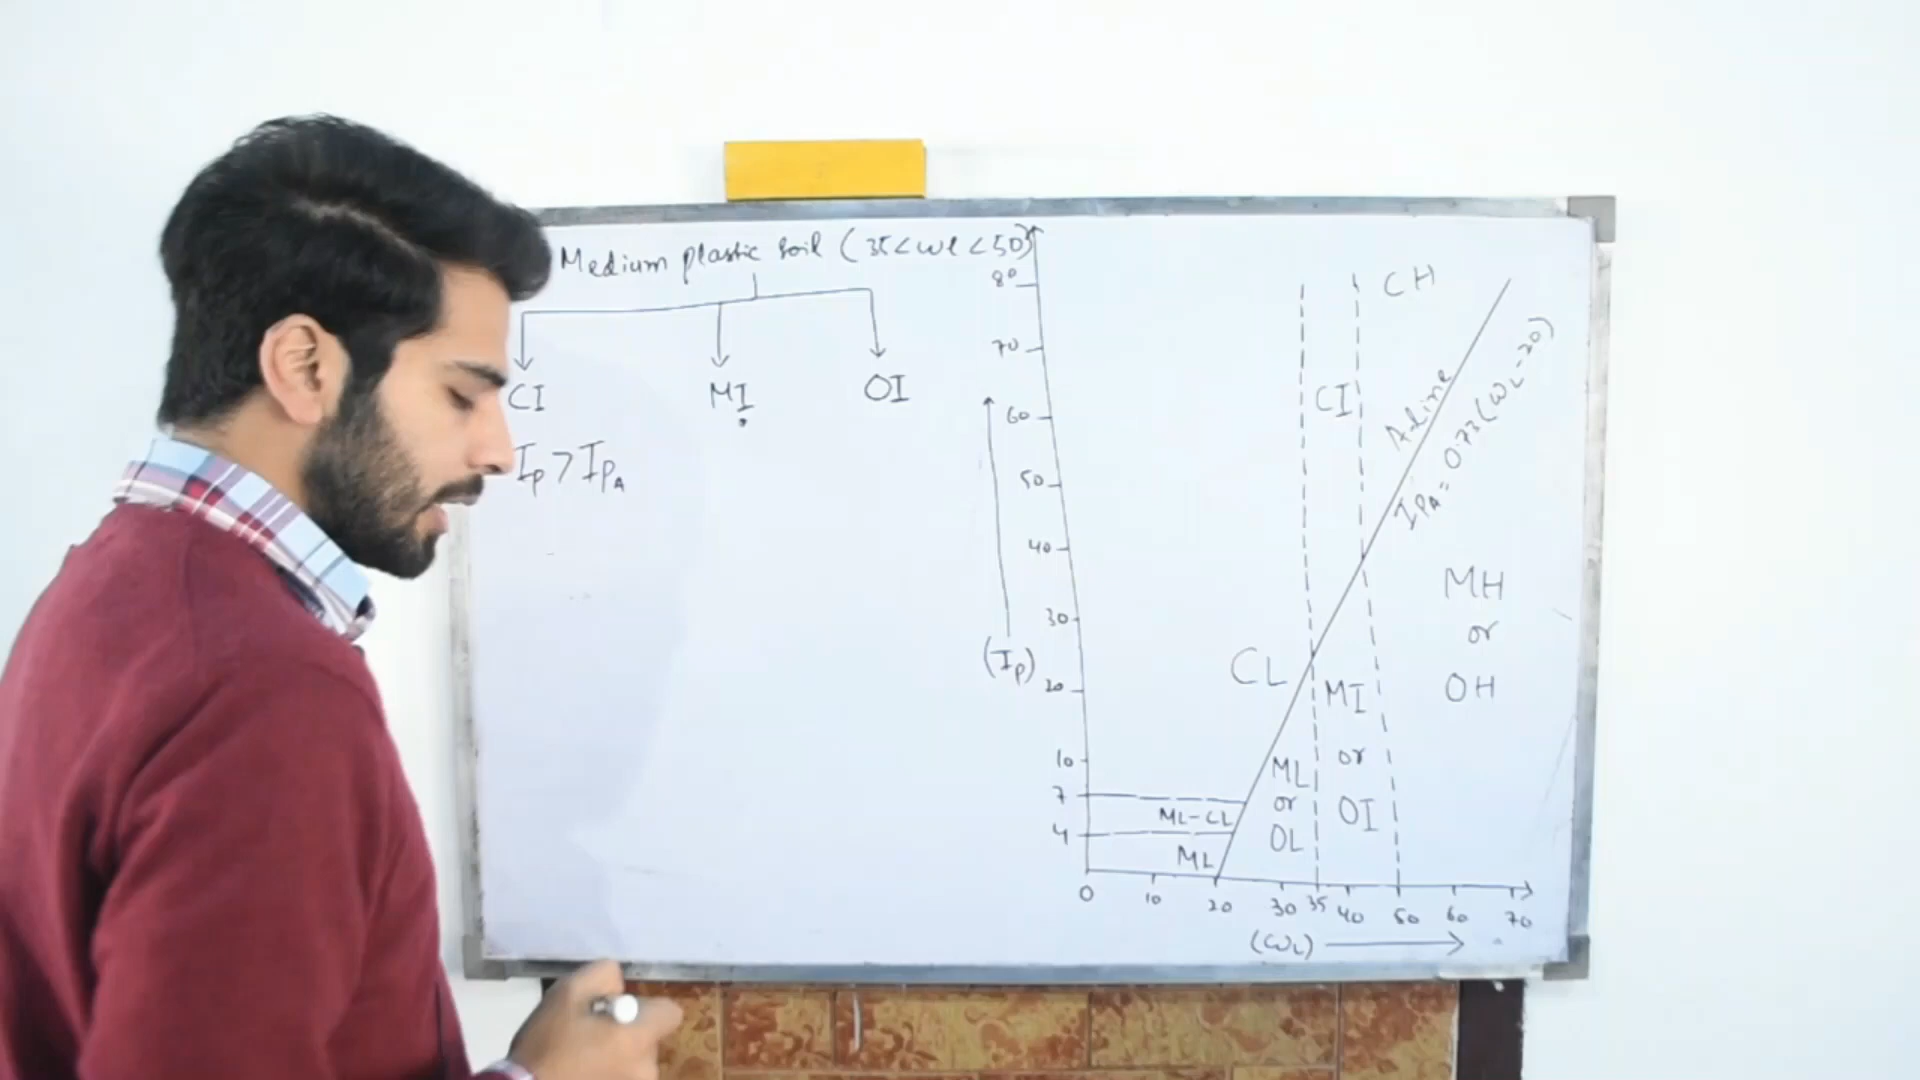 Medium plastic soil (35<wl<50)
CI MI OI
Ip > IpA
80
70
60
50
40
30
20
10
7
4
(Ip)
CH
CI
A-line
IPA = 0.73(WL-20)
MH
or
OH
CL
MI
or
OI
ML
or
OL
ML-CL
ML
0 10 20 30 35 40 50 60 70
(WL)